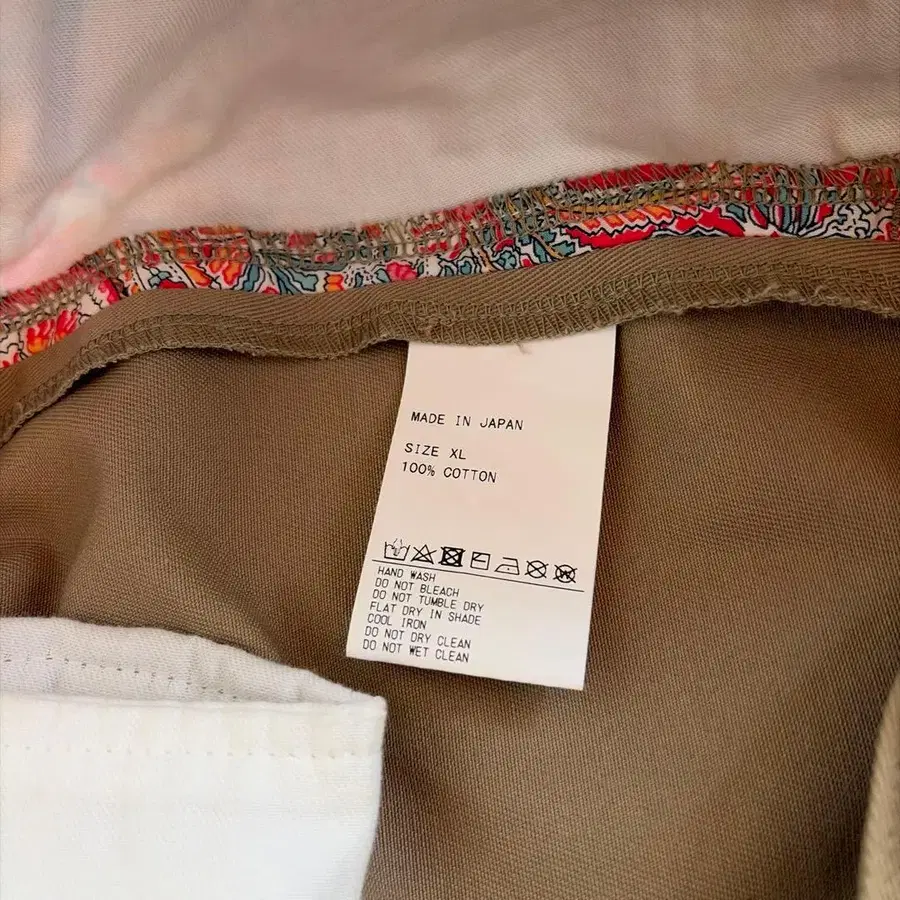 MADE IN JAPAN
SIZE XL
100% COTTON
HAND WASH
DO NOT BLEACH
DO NOT TUMBLE DRY
FLAT DRY IN SHADE
COOL IRON
DO NOT DRY CLEAN
DO NOT WET CLEAN